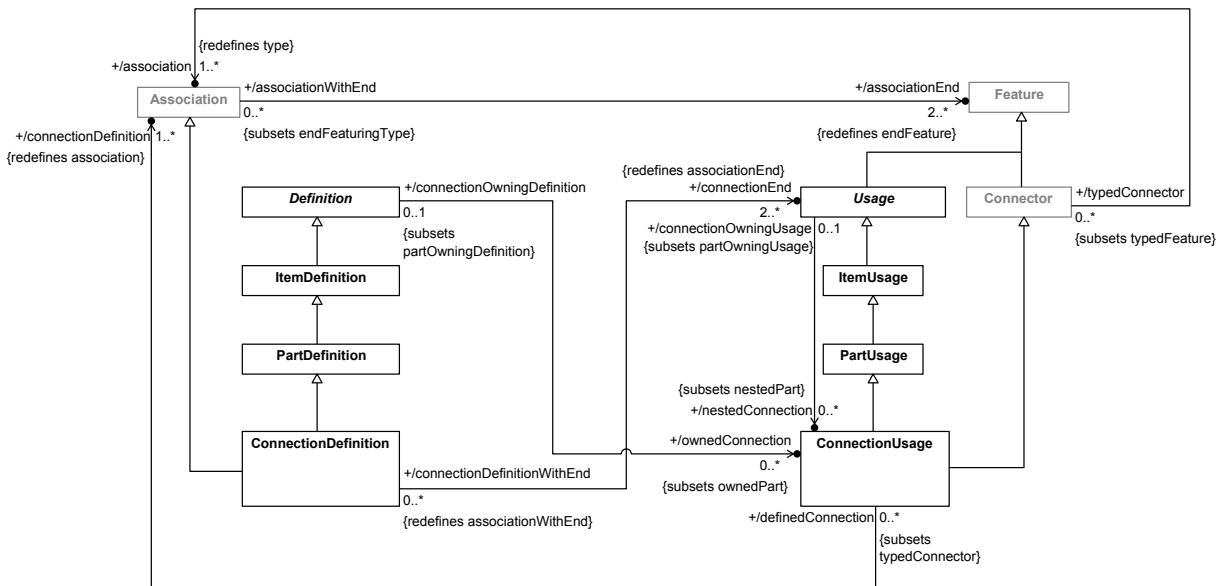 {redefines type}
+/association 1..*
Association
+/associationWithEnd
0..*
{subsets endFeaturingType}
+/associationEnd
2..*
{redefines endFeature}
Feature
+/connectionDefinition 1..*
{redefines association}
Definition
+/connectionOwningDefinition
0..1
{subsets
partOwningDefinition}
{redefines associationEnd}
+/connectionEnd
2..*
Usage
+/connectionOwningUsage 0..1
{subsets partOwningUsage}
Connector
+/typedConnector
0..*
{subsets typedFeature}
ItemDefinition
ItemUsage
PartDefinition
PartUsage
{subsets nestedPart}
+/nestedConnection 0..*
ConnectionDefinition
+/ownedConnection
0..*
{subsets ownedPart}
ConnectionUsage
+/connectionDefinitionWithEnd
0..*
{redefines associationWithEnd}
+/definedConnection 0..*
{subsets
typedConnector}